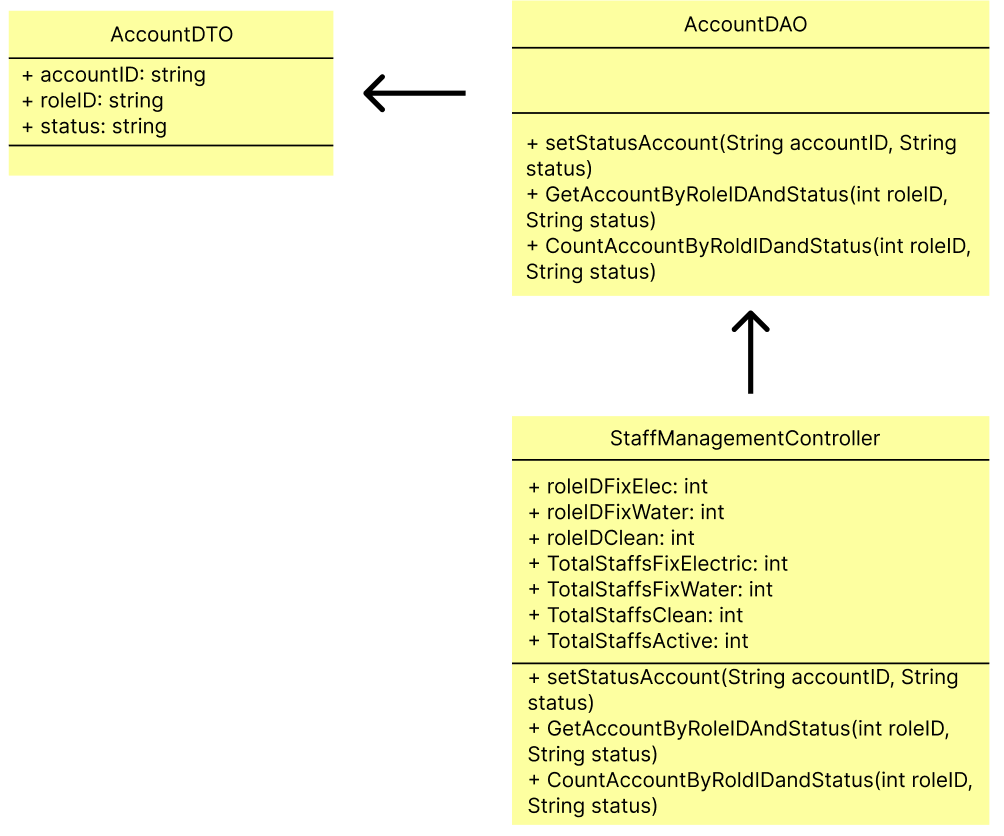 AccountDTO
+ accountID: string
+ roleID: string
+ status: string
AccountDAO
+ setStatusAccount(String accountID, String
status)
+ GetAccountByRoleIDAndStatus(int roleID,
String status)
+ CountAccountByRoldIDandStatus(int roleID,
String status)
StaffManagementController
+ roleIDFixElec: int
+ roleIDFixWater: int
+ roleIDClean: int
+ TotalStaffsFixElectric: int
+ TotalStaffsFixWater: int
+ TotalStaffsClean: int
+ TotalStaffsActive: int
+ setStatusAccount(String accountID, String
status)
+ GetAccountByRoleIDAndStatus(int roleID,
String status)
+ CountAccountByRoldIDandStatus(int roleID,
String status)